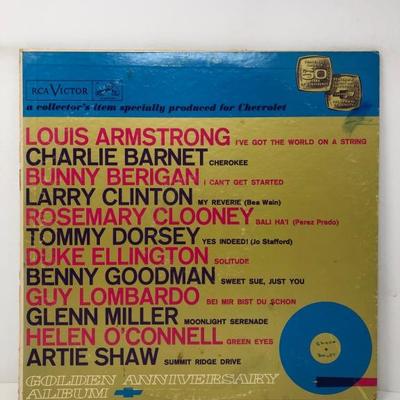 RCA VICTOR
50
a collector's item specially produced for Chevrolet
LOUIS ARMSTRONG I'VE GOT THE WORLD ON A STRING
CHARLIE BARNET CHEROKEE
BUNNY BERIGAN I CAN'T GET STARTED
LARRY CLINTON MY REVERIE (Bea Wain)
ROSEMARY CLOONEY BALI HA'I (Perez Prado)
TOMMY DORSEY YES INDEED! (Jo Stafford)
DUKE ELLINGTON SOLITUDE
BENNY GOODMAN SWEET SUE, JUST YOU
GUY LOMBARDO BEI MIR BIST DU SCHON
GLENN MILLER MOONLIGHT SERENADE
HELEN O'CONNELL GREEN EYES
ARTIE SHAW SUMMIT RIDGE DRIVE
GOLDEN ANNIVERSARY
ALBUM